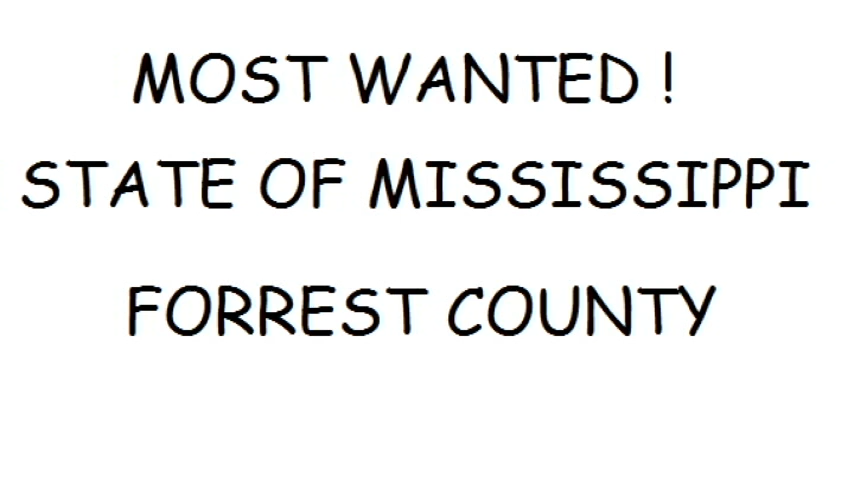 MOST WANTED !
STATE OF MISSISSIPPI
FORREST COUNTY